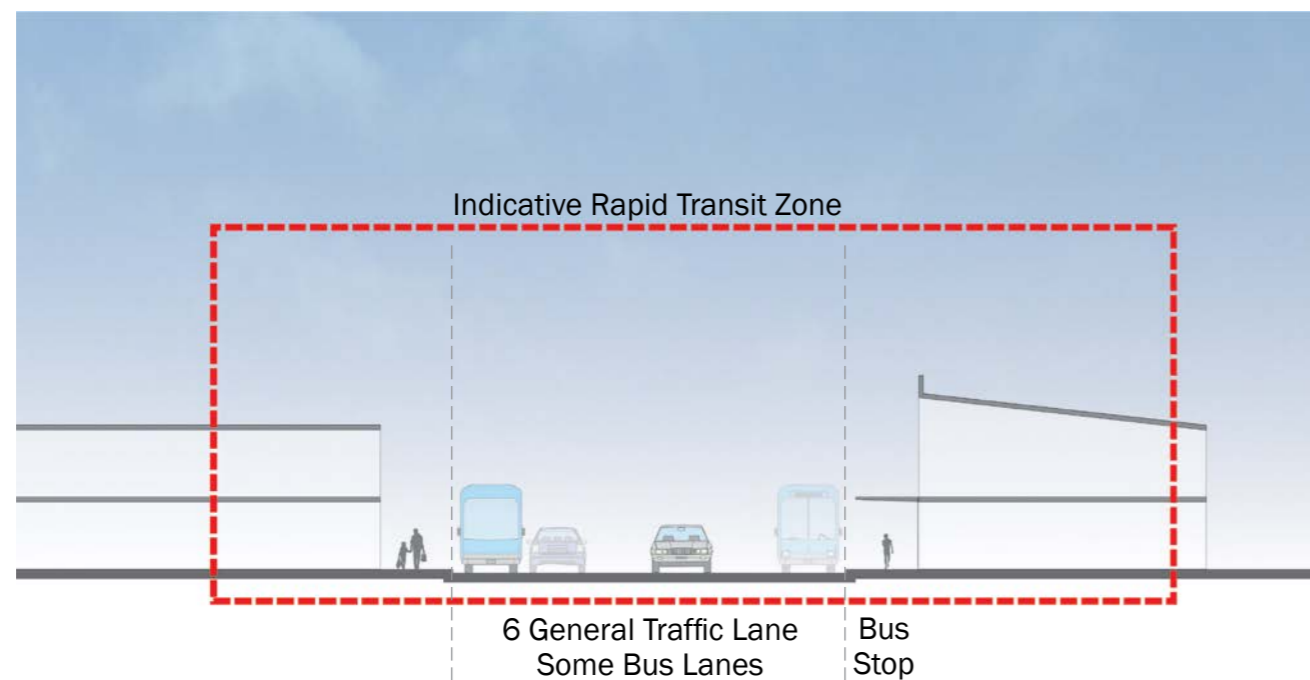 Indicative Rapid Transit Zone
6 General Traffic Lane
Some Bus Lanes
Bus
Stop